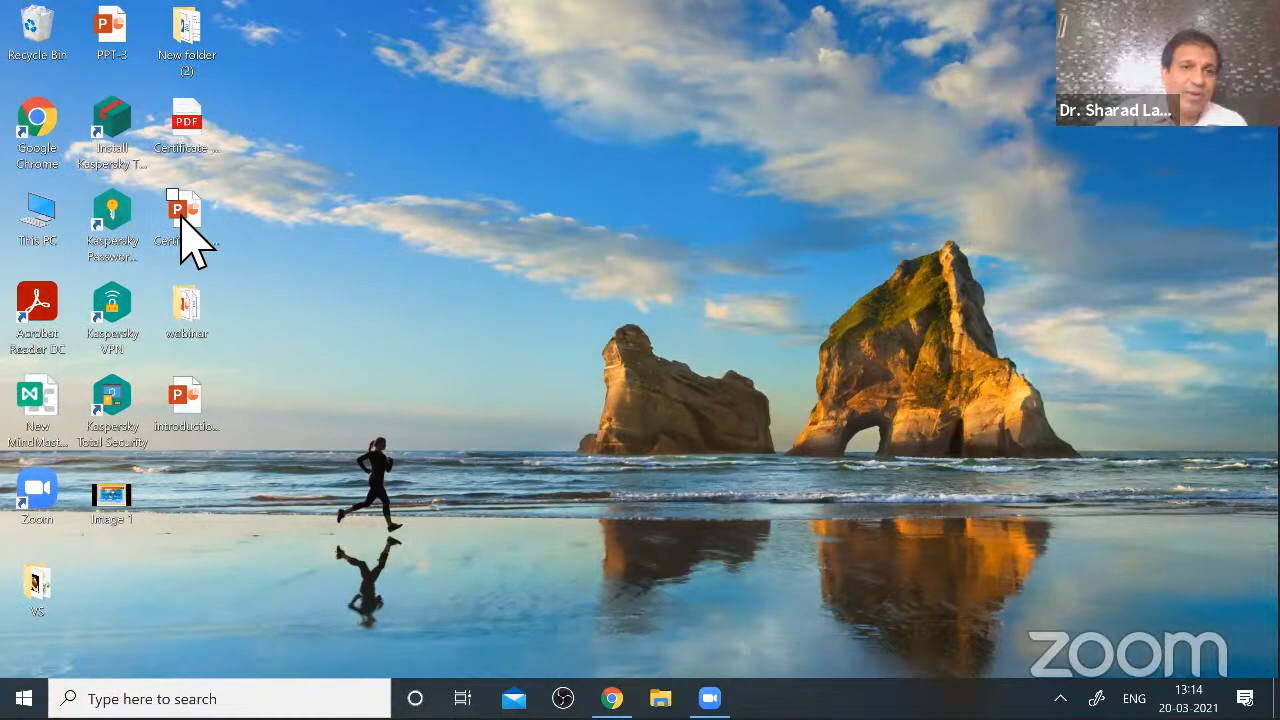 Recycle Bin
PPT-3
New folder
(2)
Dr. Sharad La...
PDF
Google
Chrome
Install
Kaspersky T...
Certificate ...
This PC
Kaspersky
Passwor...
Acrobat
Reader DC
Kaspersky
VPN
webinar
New
MindMast...
Kaspersky
Total Security
introductio...
Zoom
Image 1
VS
zoom
Type here to search
ENG
13:14
20-03-2021